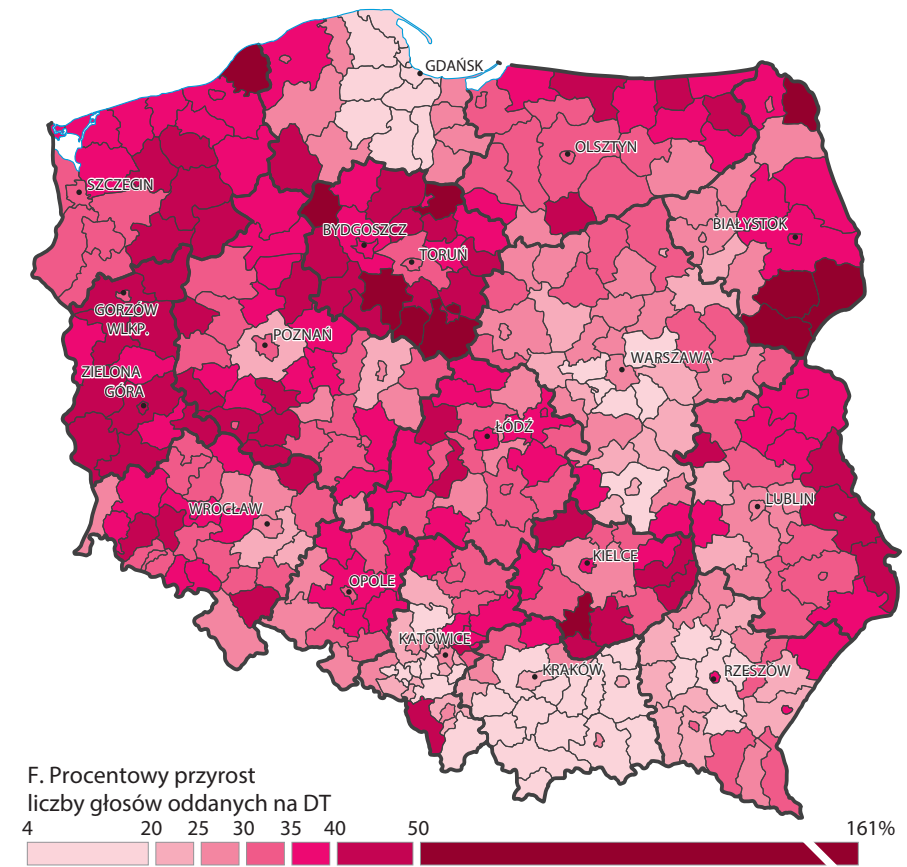 GDAŃSK
OLSZTYN
SZCZECIN
BIAŁYSTOK
BYDGOSZCZ
TORUŃ
GORZÓW
WLKP.
POZNAŃ
WARSZAWA
ZIELONA
GÓRA
ŁÓDŹ
WROCŁAW
LUBLIN
KIELCE
OPOLE
KATOWICE
KRAKÓW
RZESZÓW
F. Procentowy przyrost
liczby głosów oddanych na DT
4 20 25 30 35 40 50 161%